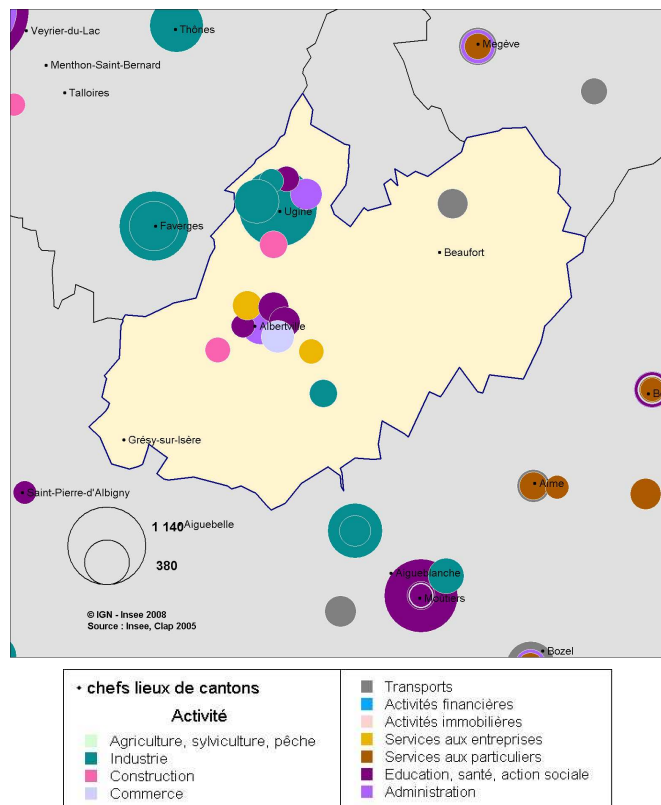 Veyrier-du-Lac
Thônes
Megève
Menthon-Saint-Bernard
Talloires
Ugine
Faverges
Beaufort
Albertville
Grésy-sur-Isère
Saint-Pierre-d'Albigny
Aime
1 140
Aiguebelle
380
Aigueblanche
Moutiers
© IGN - Insee 2008
Source : Insee, Clap 2005
Bozel
• chefs lieux de cantons
Activité
Agriculture, sylviculture, pêche
Industrie
Construction
Commerce
Transports
Activités financières
Activités immobilières
Services aux entreprises
Services aux particuliers
Education, santé, action sociale
Administration